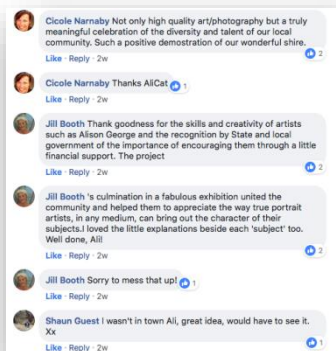 Cicole Narnaby Not only high quality art/photography but a truly
meaningful celebration of the diversity and talent of our local
community. Such a positive demostration of our wonderful shire.
2
Like · Reply · 2w
Cicole Narnaby Thanks AliCat
1
Like · Reply · 2w
Jill Booth Thank goodness for the skills and creativity of artists
such as Alison George and the recognition by State and local
government of the importance of encouraging them through a little
financial support. The project
2
Like · Reply · 2w
Jill Booth 's culmination in a fabulous exhibition united the
community and helped them to appreciate the way true portrait
artists, in any medium, can bring out the character of their
subjects.I loved the little explanations beside each 'subject' too.
Well done, Ali!
2
Like · Reply · 2w
Jill Booth Sorry to mess that up!
1
Like · Reply · 2w
Shaun Guest I wasn't in town Ali, great idea, would have to see it.
Xx
1
Like · Reply · 2w